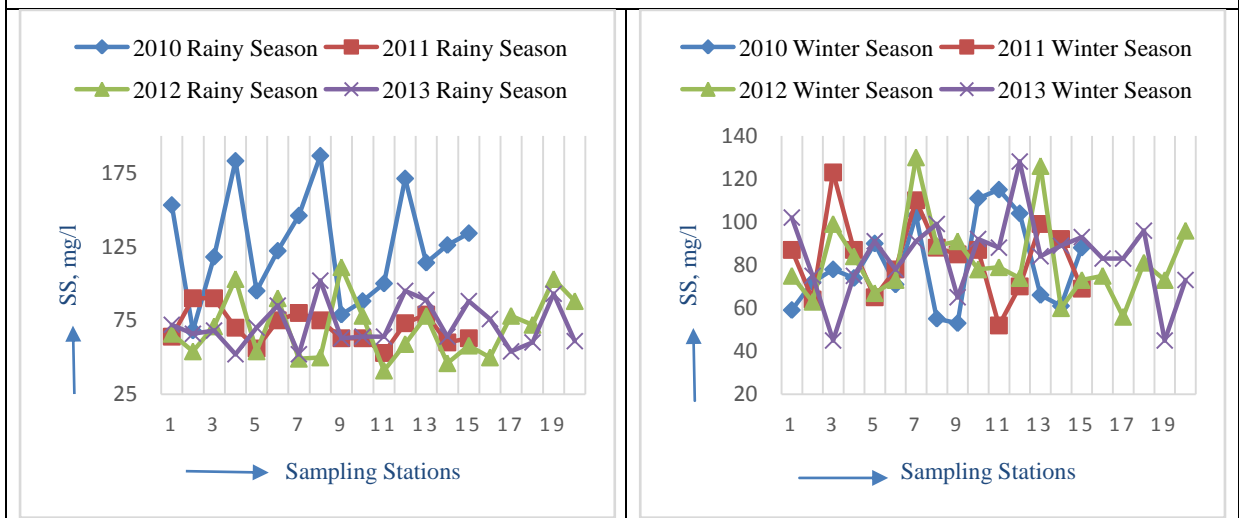 2010 Rainy Season 2011 Rainy Season
2012 Rainy Season 2013 Rainy Season
175
125
75
25
SS, mg/l
1 3 5 7 9 11 13 15 17 19
Sampling Stations
2010 Winter Season 2011 Winter Season
2012 Winter Season 2013 Winter Season
140
120
100
80
60
40
20
SS, mg/l
1 3 5 7 9 11 13 15 17 19
Sampling Stations